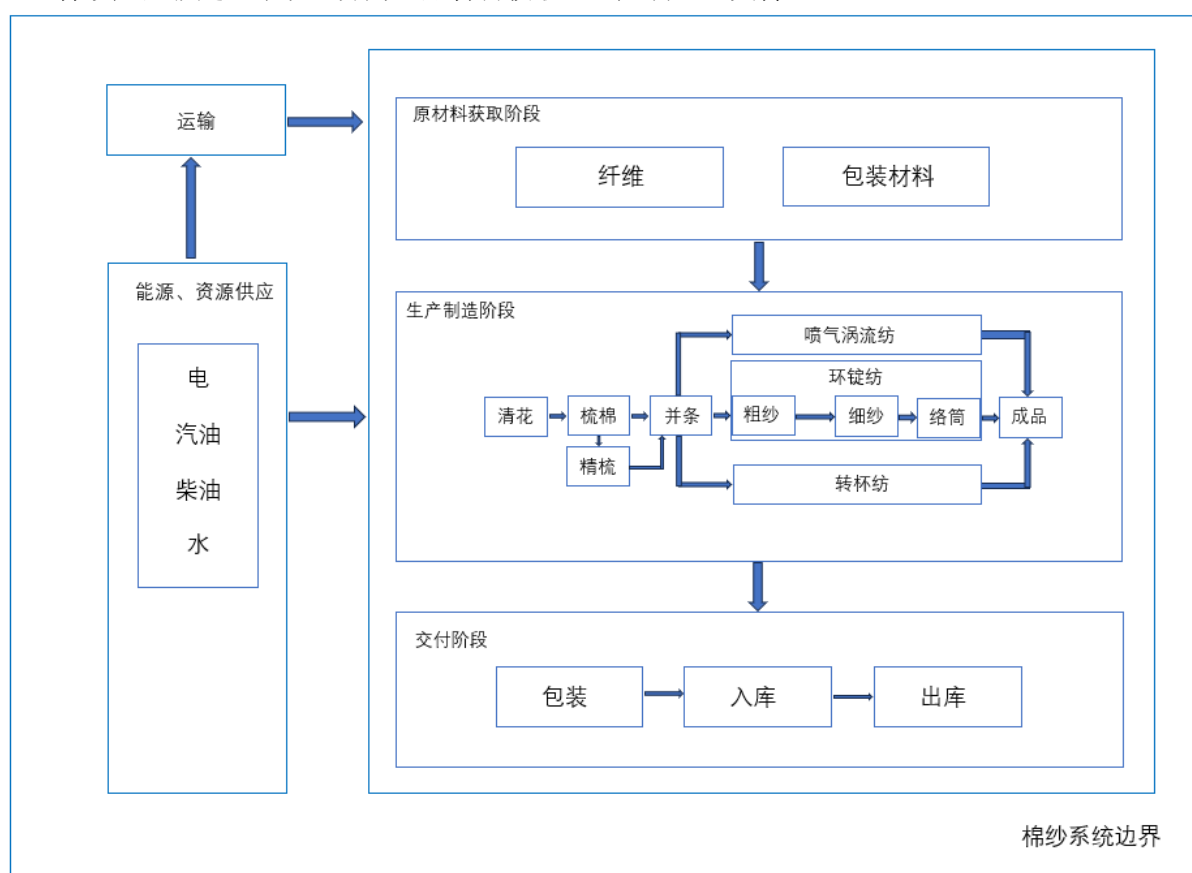 运输
原材料获取阶段
纤维
包装材料
能源、资源供应
电
汽油
柴油
水
生产制造阶段
喷气涡流纺
环锭纺
清花
梳棉
并条
粗纱
细纱
络筒
成品
精梳
转杯纺
交付阶段
包装
入库
出库
棉纱系统边界